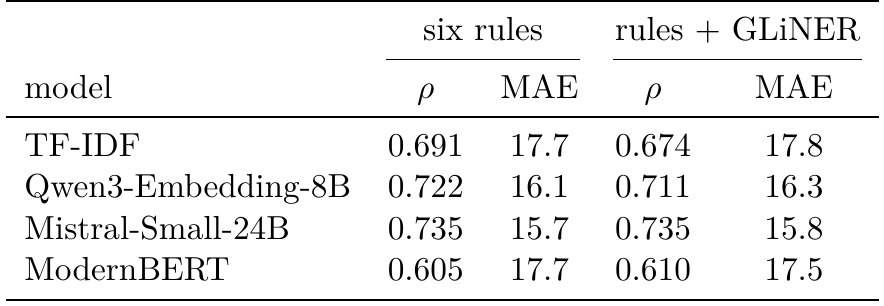 six rules rules + GLiNER
model ρ MAE ρ MAE
TF-IDF 0.691 17.7 0.674 17.8
Qwen3-Embedding-8B 0.722 16.1 0.711 16.3
Mistral-Small-24B 0.735 15.7 0.735 15.8
ModernBERT 0.605 17.7 0.610 17.5